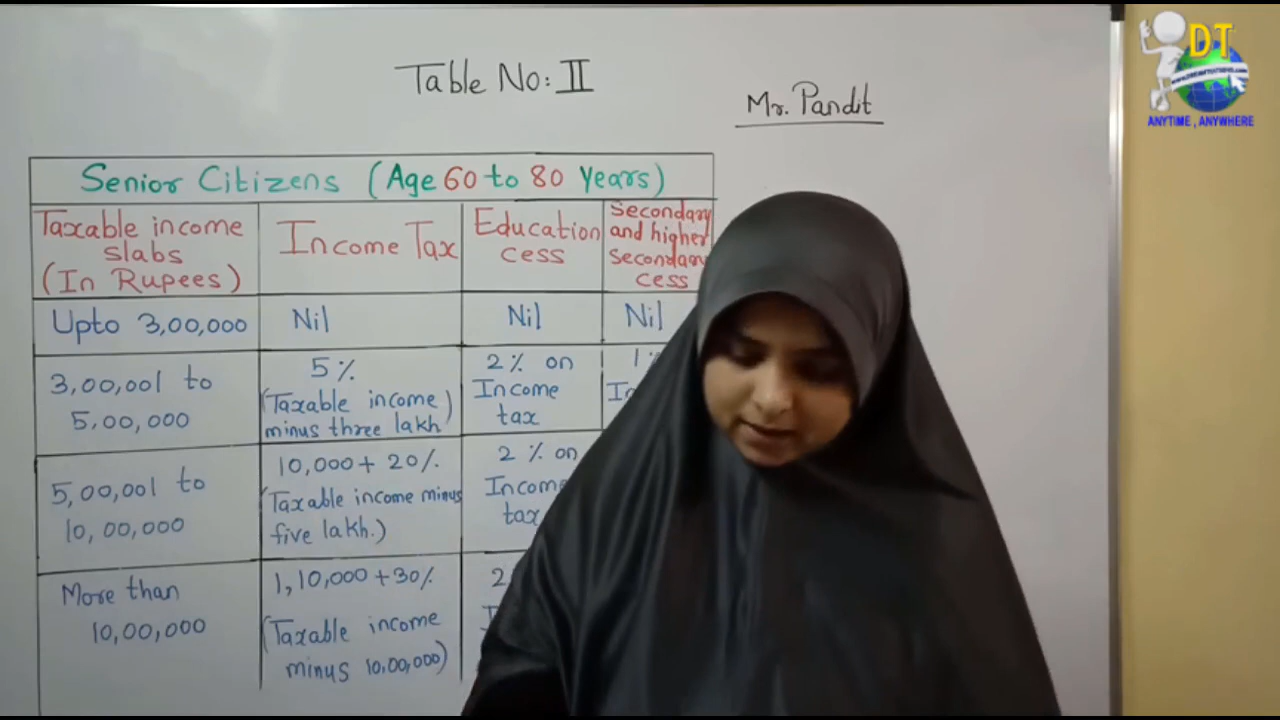 Table No: II
Mr. Pandit
Senior Citizens (Age 60 to 80 Years)
Taxable income
slabs
(In Rupees)
Income Tax
Education
cess
Secondary
and higher
secondary
cess
Upto 3,00,000
Nil
Nil
Nil
3,00,001 to
5,00,000
5%
(Taxable income)
minus three lakh
2% on
Income
tax
5,00,001 to
10,00,000
10,000 + 20%
(Taxable income minus
five lakh.)
2% on
Income
tax
More than
10,00,000
1,10,000 + 30%
(Taxable income
minus 10,00,000)
DT
ANYTIME, ANYWHERE